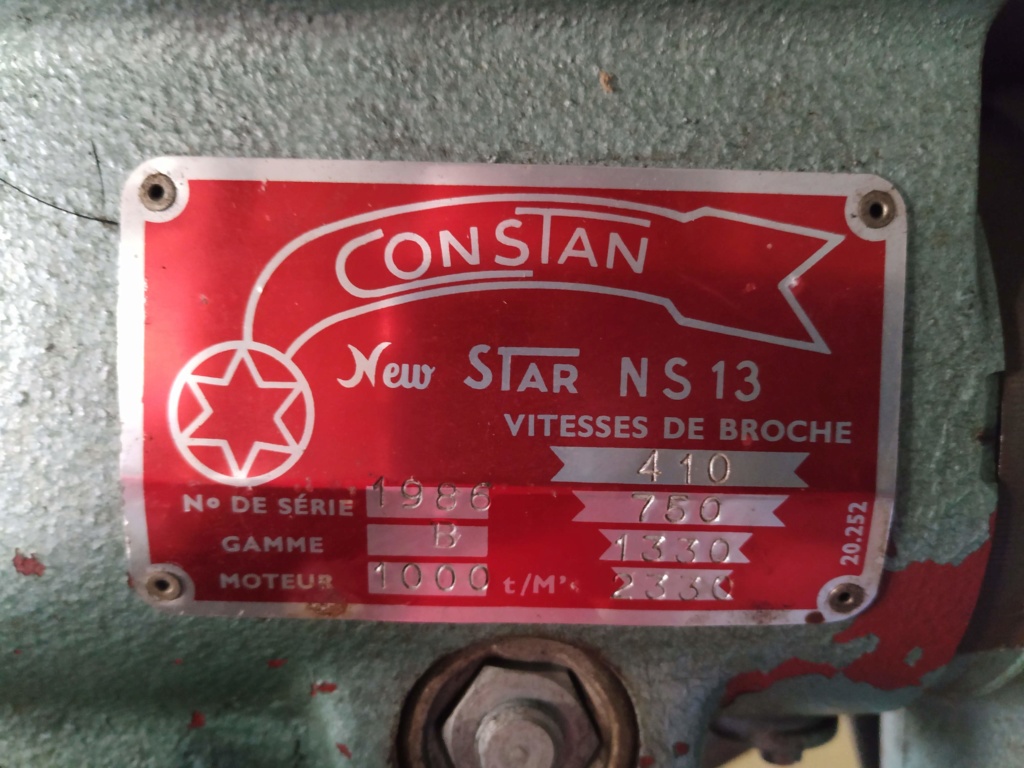 CONSTAN
New STAR NS 13
VITESSES DE BROCHE
410
Nº DE SÉRIE 1986 750
GAMME B 1330
MOTEUR 1000 t/M's 2330
20.252